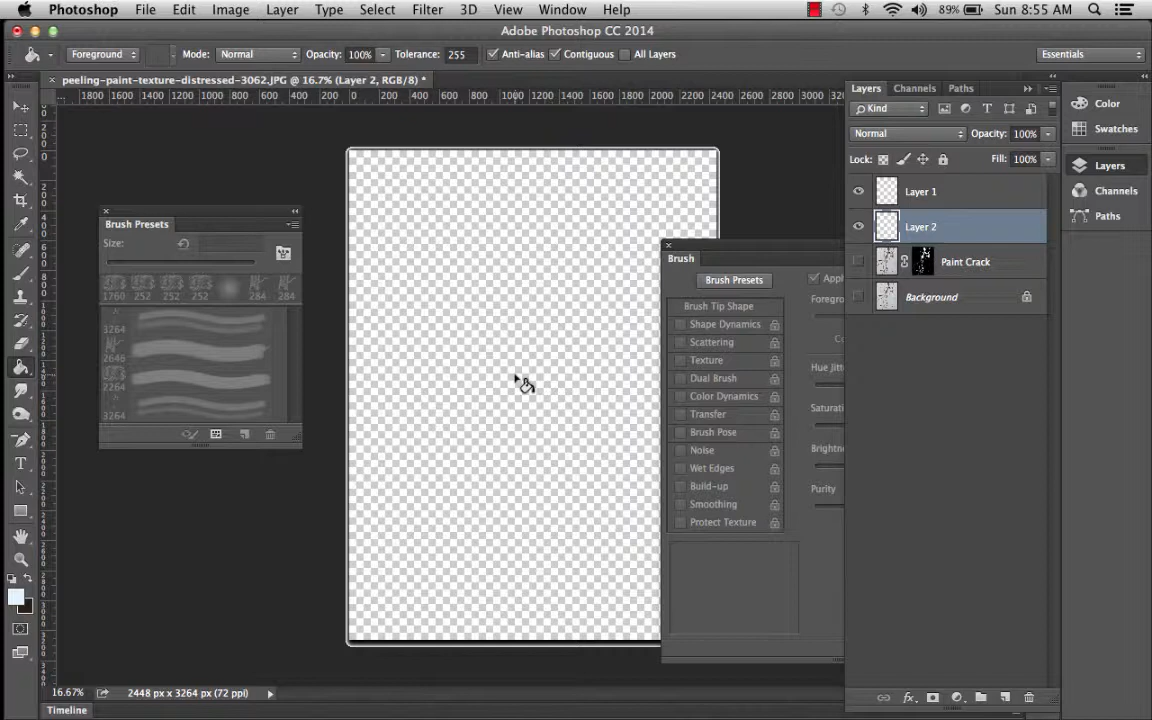 Photoshop File Edit Image Layer Type Select Filter 3D View Window Help 89% Sun 8:55 AM
Adobe Photoshop CC 2014
Foreground Mode: Normal Opacity: 100% Tolerance: 255 Anti-alias Contiguous All Layers Essentials
peeling-paint-texture-distressed-3062.JPG @ 16.7% (Layer 2, RGB/8) *
1800 1600 1400 1200 1000 800 600 400 200 0 200 400 600 800 1000 1200 1400 1600 1800 2000 2200 2400 2600 2800 3000
Layers Channels Paths
Kind
Normal Opacity: 100%
Lock: Fill: 100%
Layer 1
Layer 2
Paint Crack
Background
Color
Swatches
Layers
Channels
Paths
Brush Presets
Size:
1760 252 252 252 284 284
3264
2646
2264
3264
Brush
Brush Presets
Brush Tip Shape
Shape Dynamics
Scattering
Texture
Dual Brush
Color Dynamics
Transfer
Brush Pose
Noise
Wet Edges
Build-up
Smoothing
Protect Texture
Hue Jitt
Purity
16.67% 2448 px x 3264 px (72 ppi)
Timeline